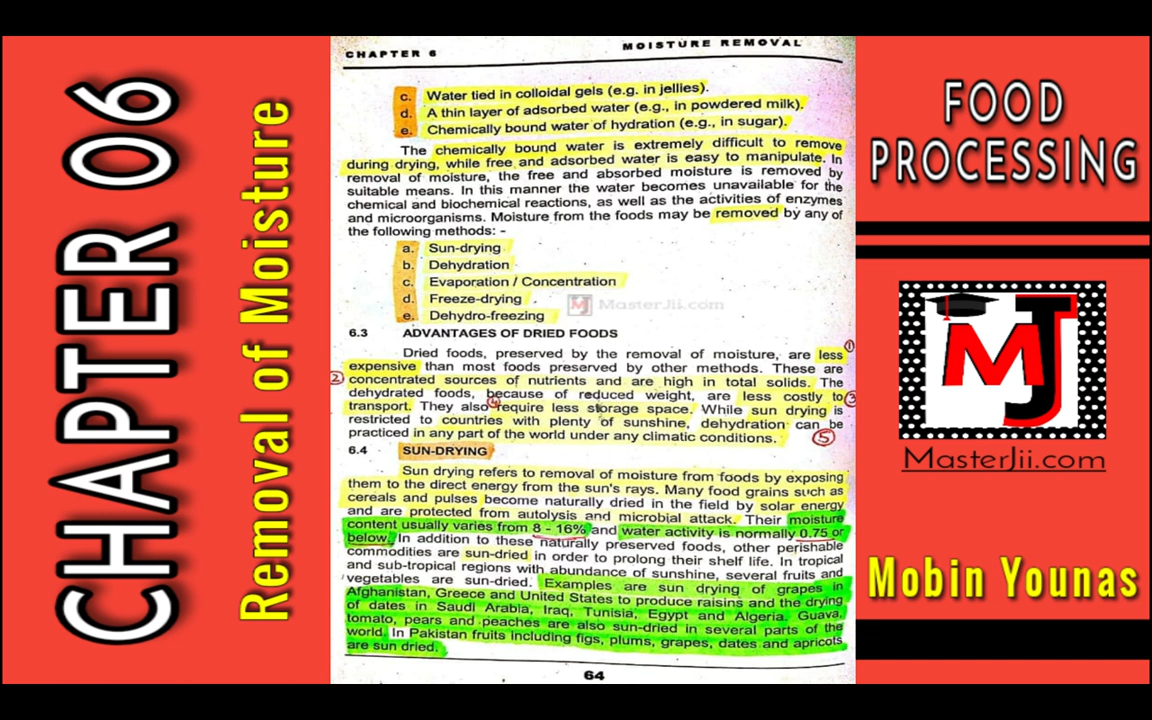 CHAPTER 06
Removal of Moisture
CHAPTER 6
MOISTURE REMOVAL
c. Water tied in colloidal gels (e.g. in jellies).
d. A thin layer of adsorbed water (e.g., in powdered milk).
e. Chemically bound water of hydration (e.g., in sugar).
The chemically bound water is extremely difficult to remove
during drying, while free and adsorbed water is easy to manipulate. In
removal of moisture, the free and absorbed moisture is removed by
suitable means. In this manner the water becomes unavailable for the
chemical and biochemical reactions, as well as the activities of enzymes
and microorganisms. Moisture from the foods may be removed by any of
the following methods: -
a. Sun-drying
b. Dehydration
c. Evaporation / Concentration
d. Freeze-drying
e. Dehydro-freezing
MJ MasterJii.com
6.3 ADVANTAGES OF DRIED FOODS
Dried foods, preserved by the removal of moisture, are less 1
expensive than most foods preserved by other methods. These are
2 concentrated sources of nutrients and are high in total solids. The
dehydrated foods, because of reduced weight, are less costly to 3
transport. They also 4 require less storage space. While sun drying is
restricted to countries with plenty of sunshine, dehydration can be
practiced in any part of the world under any climatic conditions. 5
6.4 SUN-DRYING
Sun drying refers to removal of moisture from foods by exposing
them to the direct energy from the sun's rays. Many food grains such as
cereals and pulses become naturally dried in the field by solar energy
and are protected from autolysis and microbial attack. Their moisture
content usually varies from 8 - 16% and water activity is normally 0.75 or
below. In addition to these naturally preserved foods, other perishable
commodities are sun-dried in order to prolong their shelf life. In tropical
and sub-tropical regions with abundance of sunshine, several fruits and
vegetables are sun-dried. Examples are sun drying of grapes in
Afghanistan, Greece and United States to produce raisins and the drying
of dates in Saudi Arabia, Iraq, Tunisia, Egypt and Algeria. Guava,
tomato, pears and peaches are also sun-dried in several parts of the
world. In Pakistan fruits including figs, plums, grapes, dates and apricots
are sun dried.
64
FOOD
PROCESSING
MJ
MasterJii.com
Mobin Younas